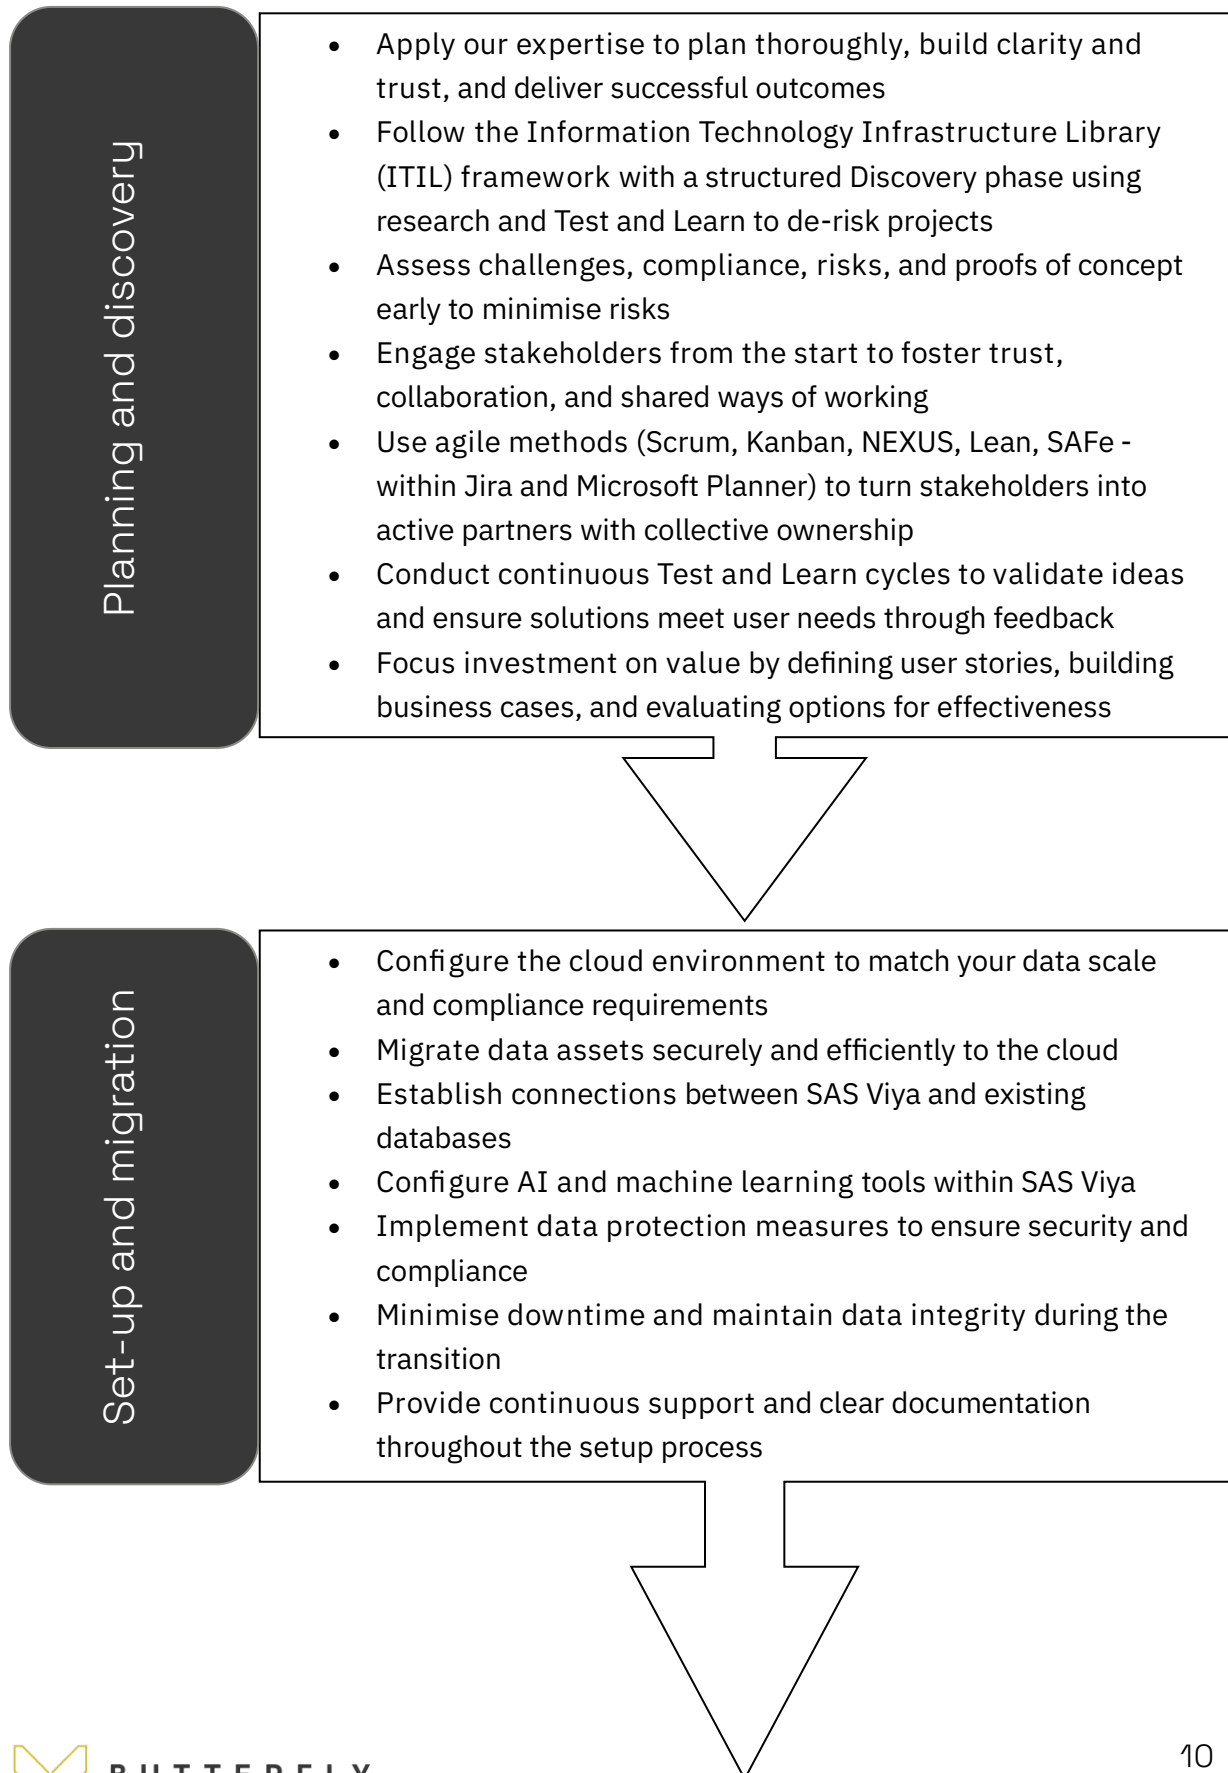 Planning and discovery
• Apply our expertise to plan thoroughly, build clarity and
trust, and deliver successful outcomes
• Follow the Information Technology Infrastructure Library
(ITIL) framework with a structured Discovery phase using
research and Test and Learn to de-risk projects
• Assess challenges, compliance, risks, and proofs of concept
early to minimise risks
• Engage stakeholders from the start to foster trust,
collaboration, and shared ways of working
• Use agile methods (Scrum, Kanban, NEXUS, Lean, SAFe -
within Jira and Microsoft Planner) to turn stakeholders into
active partners with collective ownership
• Conduct continuous Test and Learn cycles to validate ideas
and ensure solutions meet user needs through feedback
• Focus investment on value by defining user stories, building
business cases, and evaluating options for effectiveness
Set-up and migration
• Configure the cloud environment to match your data scale
and compliance requirements
• Migrate data assets securely and efficiently to the cloud
• Establish connections between SAS Viya and existing
databases
• Configure AI and machine learning tools within SAS Viya
• Implement data protection measures to ensure security and
compliance
• Minimise downtime and maintain data integrity during the
transition
• Provide continuous support and clear documentation
throughout the setup process
BUTTERFLY
10